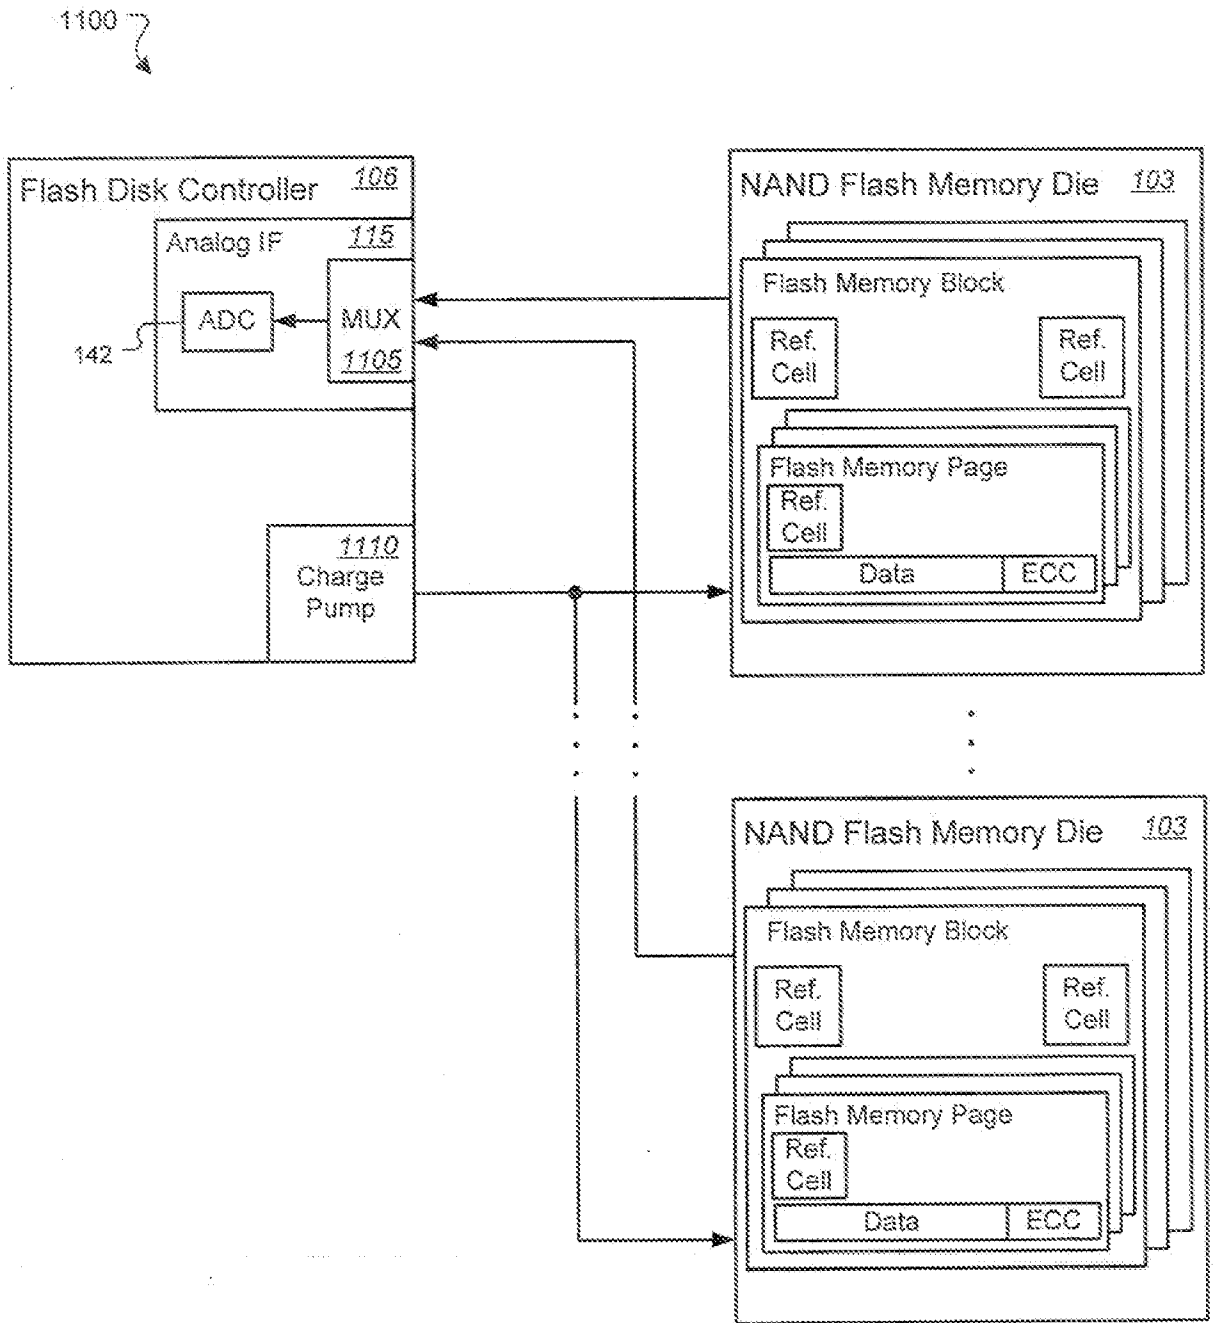 1100
Flash Disk Controller 106
Analog IF 115
ADC
MUX
1105
142
1110
Charge
Pump
NAND Flash Memory Die 103
Flash Memory Block
Ref.
Cell
Ref.
Cell
Flash Memory Page
Ref.
Cell
Data ECC
NAND Flash Memory Die 103
Flash Memory Block
Ref.
Cell
Ref.
Cell
Flash Memory Page
Ref.
Cell
Data ECC